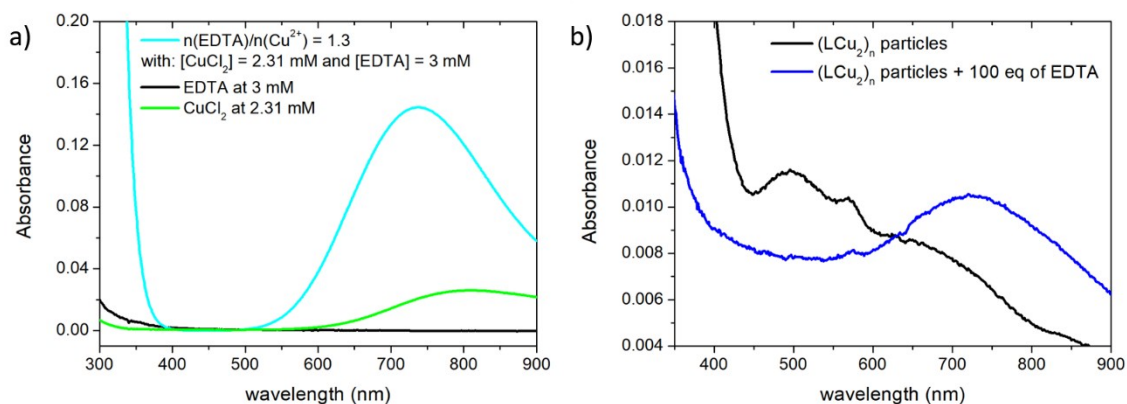 a)
0.20
0.16
0.12
0.08
0.04
0.00
Absorbance
n(EDTA)/n(Cu²⁺) = 1.3
with: [CuCl₂] = 2.31 mM and [EDTA] = 3 mM
EDTA at 3 mM
CuCl₂ at 2.31 mM
300 400 500 600 700 800 900
wavelength (nm)
b)
0.018
0.016
0.014
0.012
0.010
0.008
0.006
0.004
Absorbance
(LCu₂)ₙ particles
(LCu₂)ₙ particles + 100 eq of EDTA
400 500 600 700 800 900
wavelength (nm)